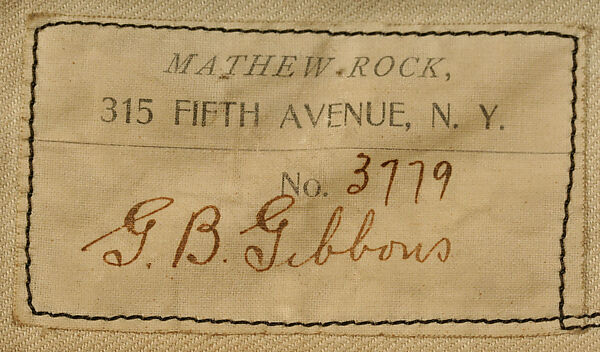 MATHEW ROCK,
315 FIFTH AVENUE, N. Y.
No. 3779
G. B. Gibbons